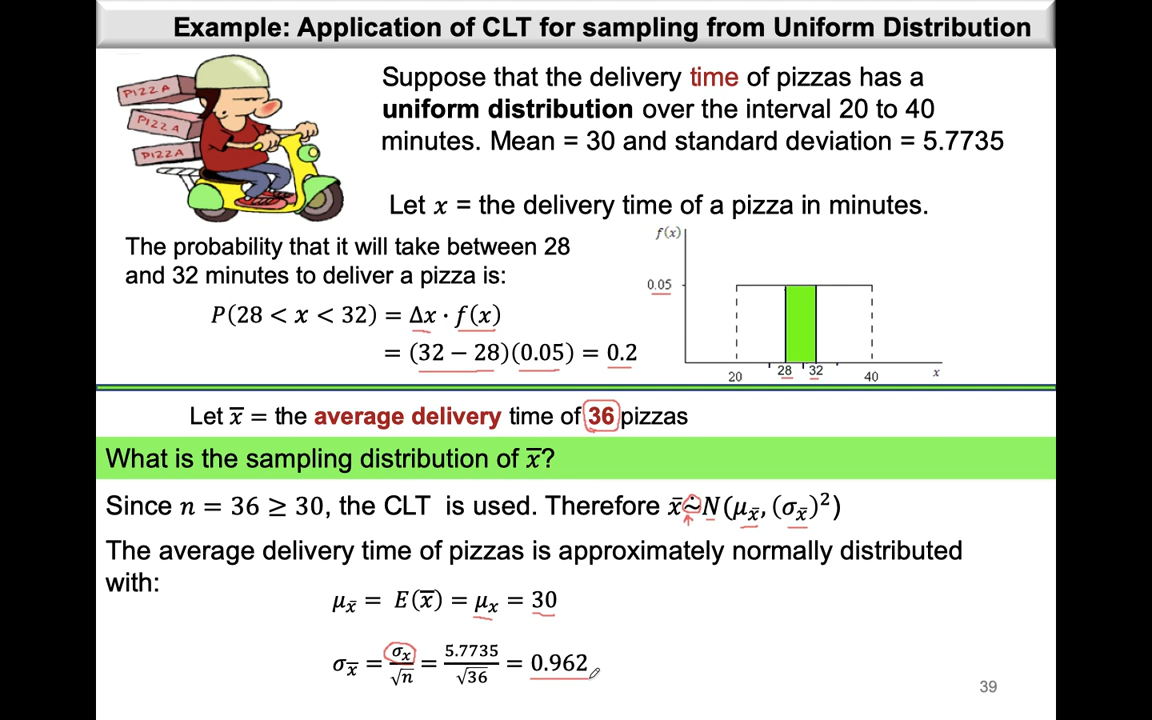 Example: Application of CLT for sampling from Uniform Distribution
PIZZA
PIZZA
PIZZA
Suppose that the delivery time of pizzas has a
uniform distribution over the interval 20 to 40
minutes. Mean = 30 and standard deviation = 5.7735
Let x = the delivery time of a pizza in minutes.
The probability that it will take between 28
and 32 minutes to deliver a pizza is:
P(28 < x < 32) = Δx · f(x)
= (32 − 28)(0.05) = 0.2
f(x)
0.05
20 28 32 40 x
Let x̅ = the average delivery time of 36 pizzas
What is the sampling distribution of x̅?
Since n = 36 ≥ 30, the CLT is used. Therefore x̅ ∻ N(μx̅, (σx̅)²)
The average delivery time of pizzas is approximately normally distributed
with:
μx̅ = E(x̅) = μx = 30
σx̅ = σx/√n = 5.7735/√36 = 0.962
39